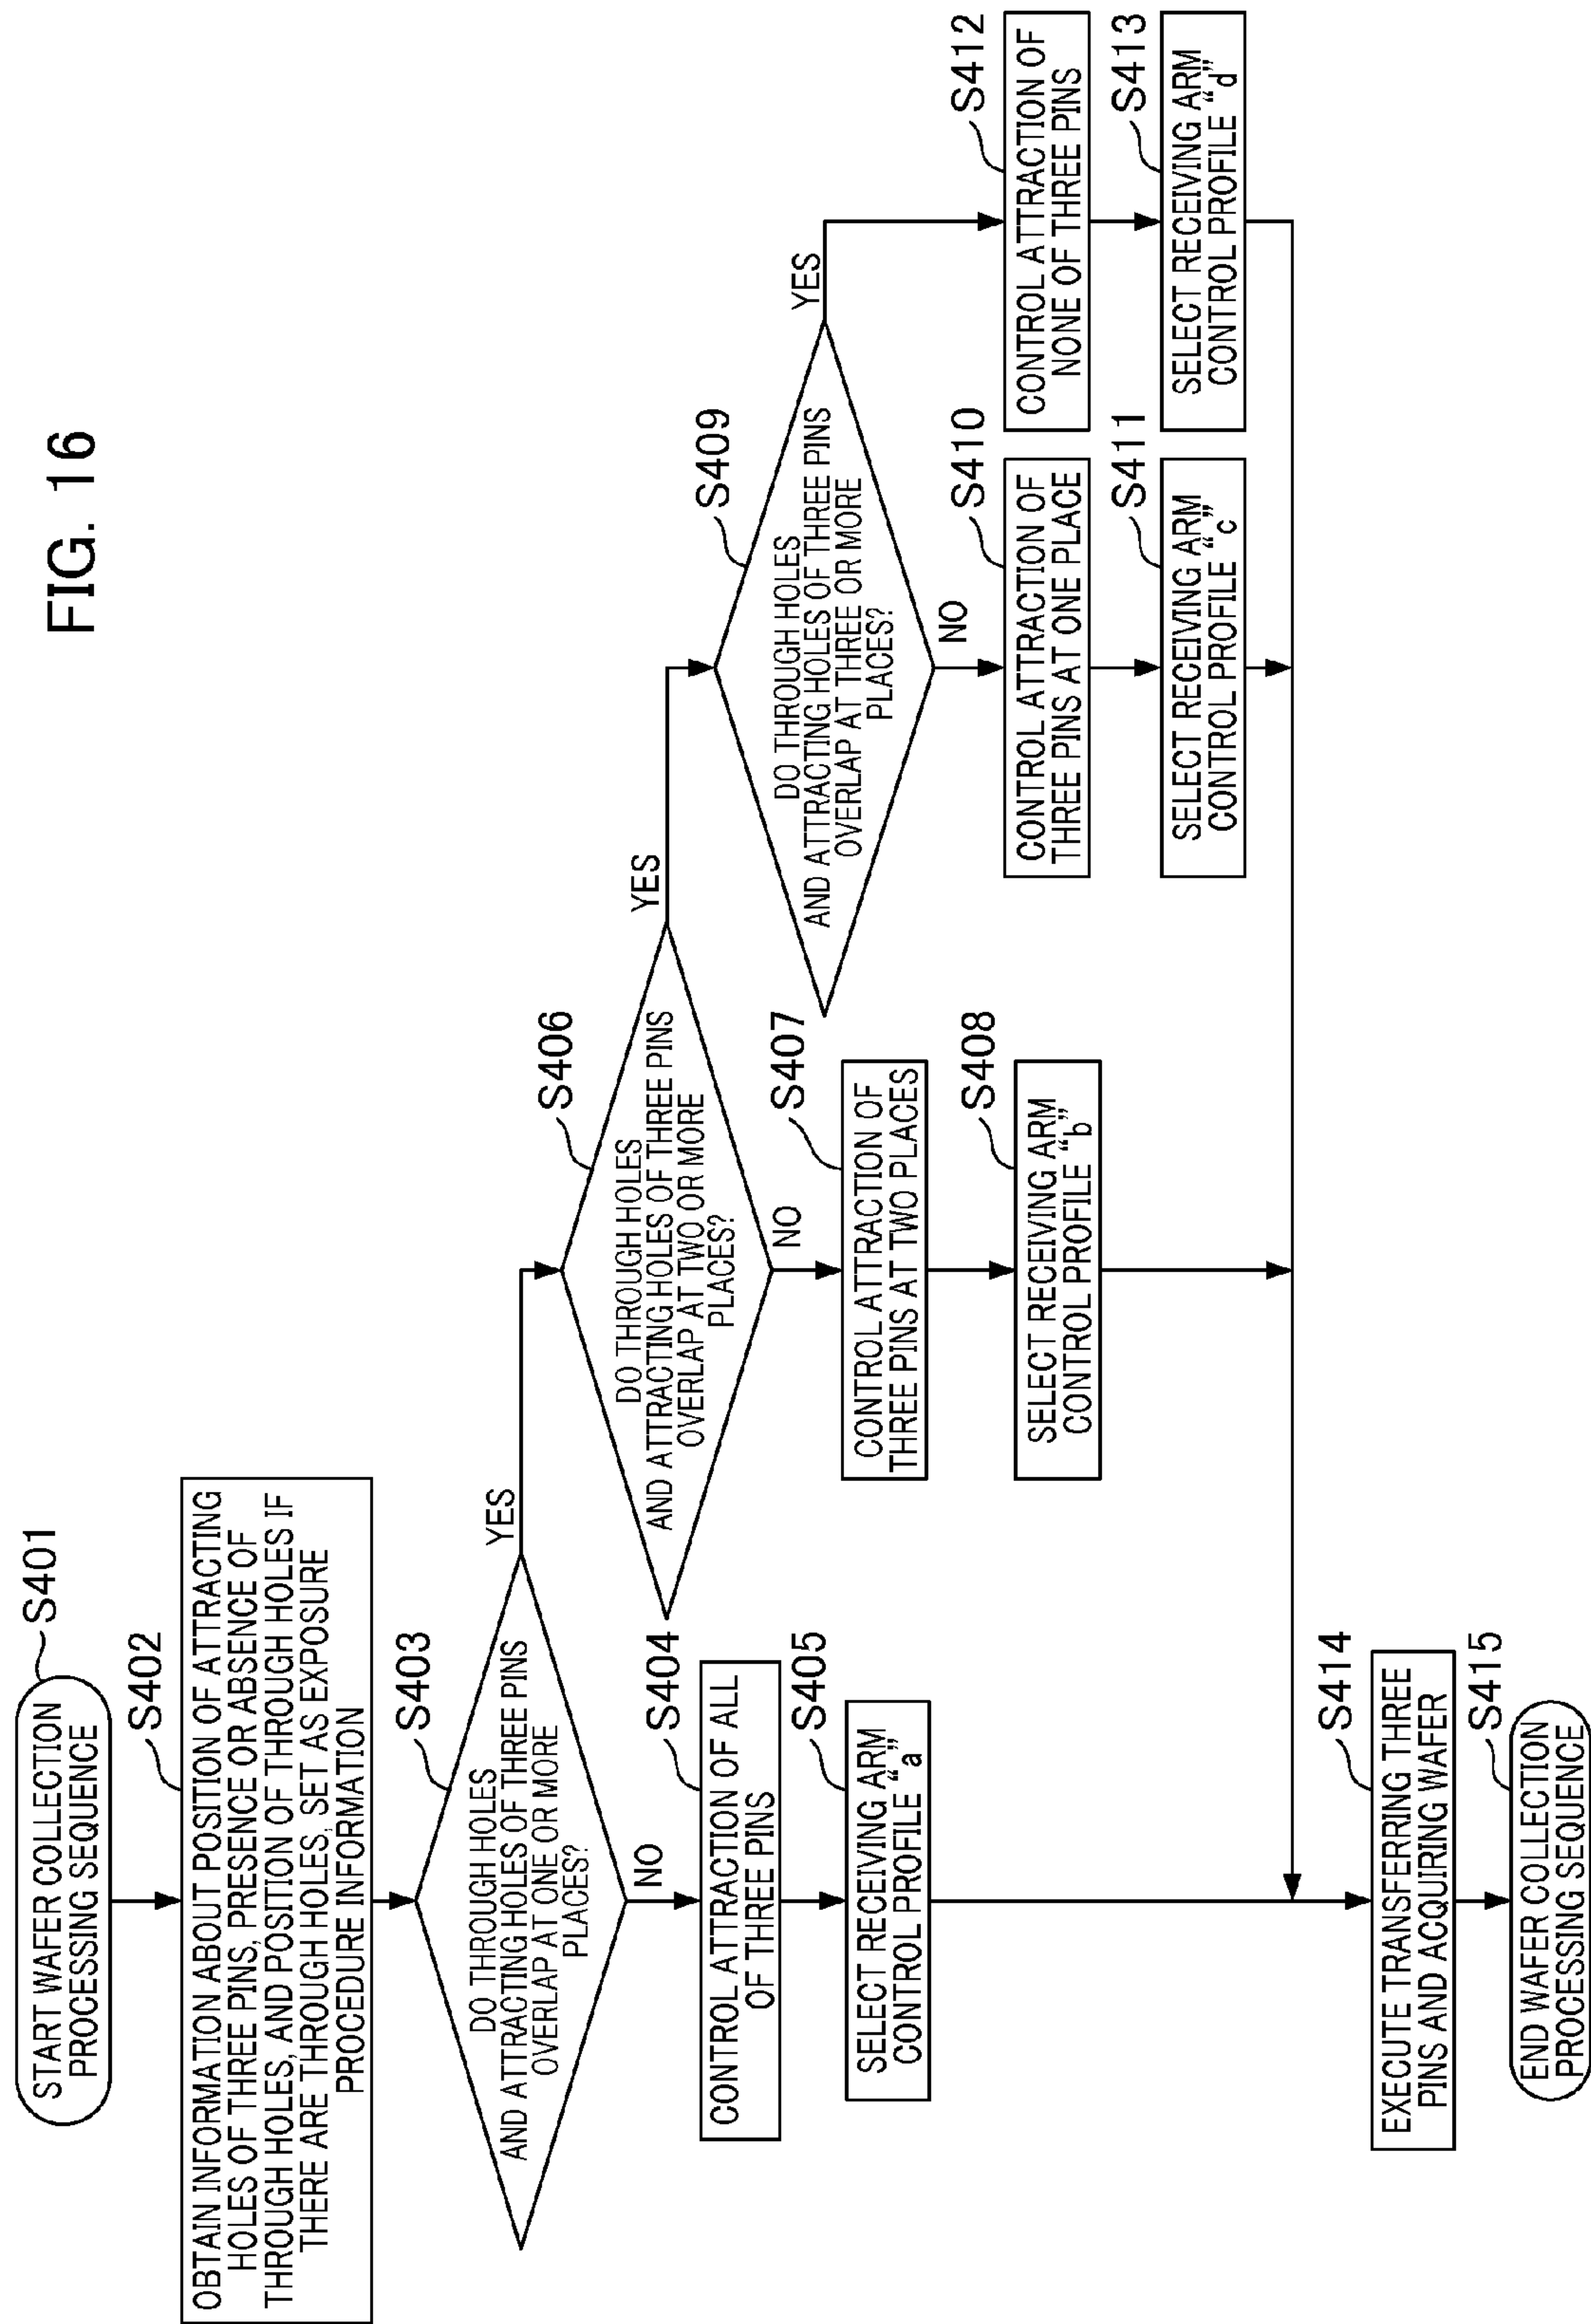 FIG. 16
START WAFER COLLECTION
PROCESSING SEQUENCE
S401
S402
OBTAIN INFORMATION ABOUT POSITION OF ATTRACTING
HOLES OF THREE PINS, PRESENCE OR ABSENCE OF
THROUGH HOLES, AND POSITION OF THROUGH HOLES IF
THERE ARE THROUGH HOLES, SET AS EXPOSURE
PROCEDURE INFORMATION
S403
DO THROUGH HOLES
AND ATTRACTING HOLES OF THREE PINS
OVERLAP AT ONE OR MORE
PLACES?
YES
NO
S404
CONTROL ATTRACTION OF ALL
OF THREE PINS
S405
SELECT RECEIVING ARM
CONTROL PROFILE “a”
S406
DO THROUGH HOLES
AND ATTRACTING HOLES OF THREE PINS
OVERLAP AT TWO OR MORE
PLACES?
YES
NO
S407
CONTROL ATTRACTION OF
THREE PINS AT TWO PLACES
S408
SELECT RECEIVING ARM
CONTROL PROFILE “b”
S409
DO THROUGH HOLES
AND ATTRACTING HOLES OF THREE PINS
OVERLAP AT THREE OR MORE
PLACES?
YES
NO
S410
CONTROL ATTRACTION OF
THREE PINS AT ONE PLACE
S411
SELECT RECEIVING ARM
CONTROL PROFILE “c”
S412
CONTROL ATTRACTION OF
NONE OF THREE PINS
S413
SELECT RECEIVING ARM
CONTROL PROFILE “d”
S414
EXECUTE TRANSFERRING THREE
PINS AND ACQUIRING WAFER
S415
END WAFER COLLECTION
PROCESSING SEQUENCE